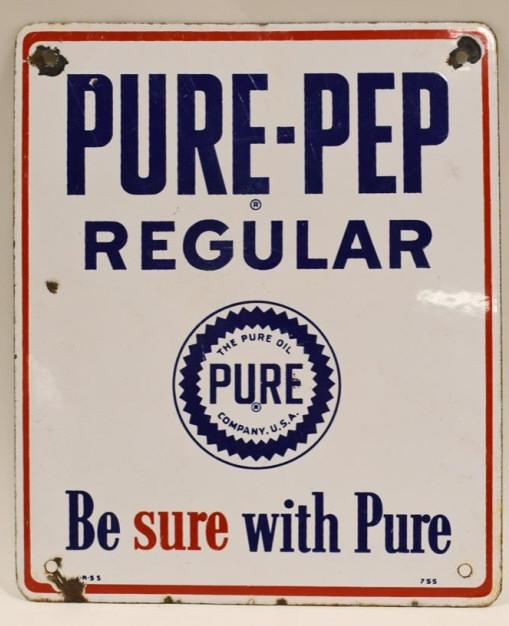 PURE-PEP
®
REGULAR
THE PURE OIL
PURE
®
COMPANY, U.S.A.
Be sure with Pure
755